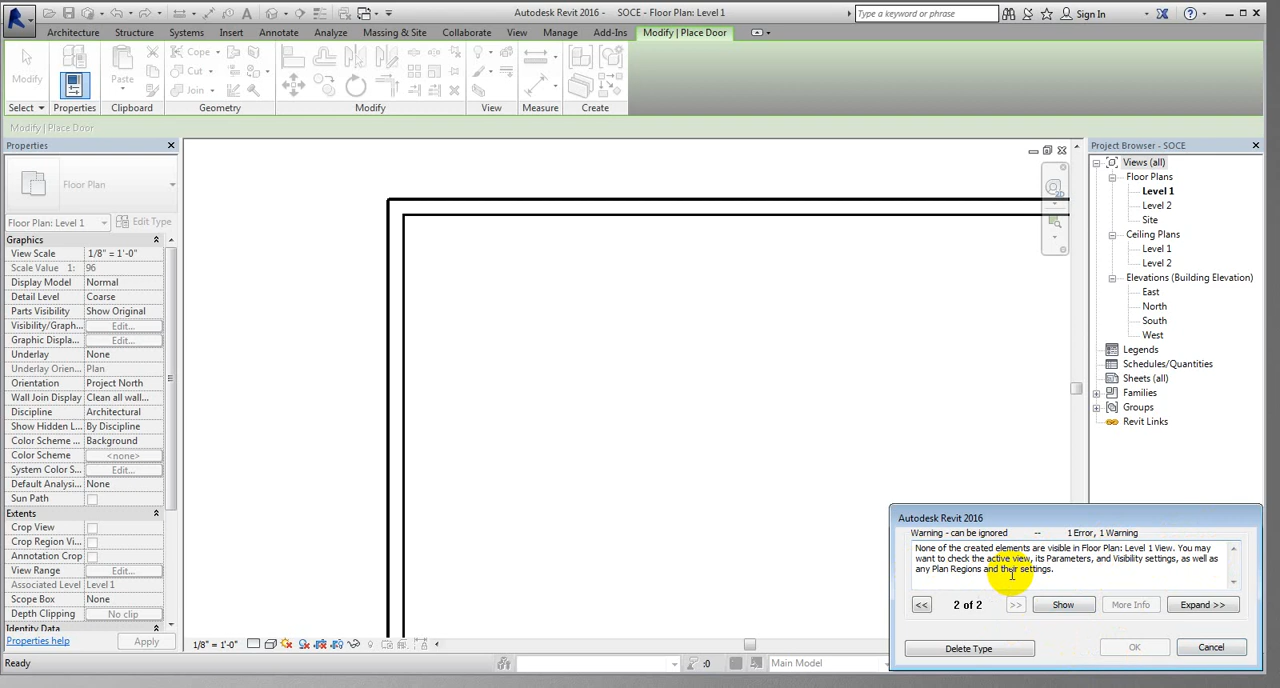 Autodesk Revit 2016 - SOCE - Floor Plan: Level 1
Type a keyword or phrase
Sign In
Architecture Structure Systems Insert Annotate Analyze Massing & Site Collaborate View Manage Add-Ins Modify | Place Door
Modify
Paste
Cope
Cut
Join
Select Properties Clipboard Geometry Modify View Measure Create
Modify | Place Door
Properties
Floor Plan
Floor Plan: Level 1 Edit Type
Graphics
View Scale 1/8" = 1'-0"
Scale Value 1: 96
Display Model Normal
Detail Level Coarse
Parts Visibility Show Original
Visibility/Graph... Edit...
Graphic Displa... Edit...
Underlay None
Underlay Orien... Plan
Orientation Project North
Wall Join Display Clean all wall...
Discipline Architectural
Show Hidden L... By Discipline
Color Scheme ... Background
Color Scheme <none>
System Color S... Edit...
Default Analysi... None
Sun Path
Extents
Crop View
Crop Region Vi...
Annotation Crop
View Range Edit...
Associated Level Level 1
Scope Box None
Depth Clipping No clip
Identity Data
Properties help Apply
Ready
1/8" = 1'-0"
:0
Main Model
2D
Project Browser - SOCE
Views (all)
Floor Plans
Level 1
Level 2
Site
Ceiling Plans
Level 1
Level 2
Elevations (Building Elevation)
East
North
South
West
Legends
Schedules/Quantities
Sheets (all)
Families
Groups
Revit Links
Autodesk Revit 2016
Warning - can be ignored -- 1 Error, 1 Warning
None of the created elements are visible in Floor Plan: Level 1 View. You may
want to check the active view, its Parameters, and Visibility settings, as well as
any Plan Regions and their settings.
<< 2 of 2 >> Show More Info Expand >>
Delete Type OK Cancel